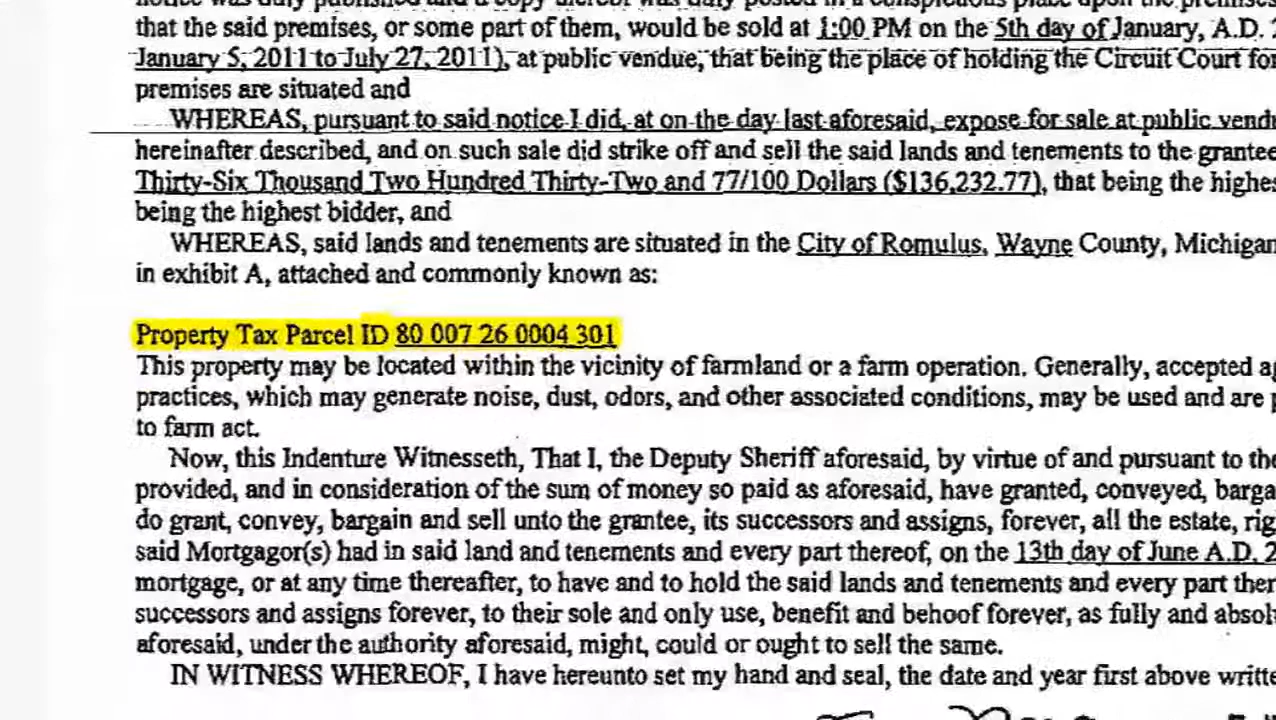 notice was duly published and a copy thereof was duly posted in a conspicuous place upon the premises
that the said premises, or some part of them, would be sold at 1:00 PM on the 5th day of January, A.D. 2
January 5, 2011 to July 27, 2011), at public vendue, that being the place of holding the Circuit Court for
premises are situated and
WHEREAS, pursuant to said notice I did, at on the day last aforesaid, expose for sale at public vendu
hereinafter described, and on such sale did strike off and sell the said lands and tenements to the grantee
Thirty-Six Thousand Two Hundred Thirty-Two and 77/100 Dollars ($136,232.77), that being the highes
being the highest bidder, and
WHEREAS, said lands and tenements are situated in the City of Romulus, Wayne County, Michigan
in exhibit A, attached and commonly known as:
Property Tax Parcel ID 80 007 26 0004 301
This property may be located within the vicinity of farmland or a farm operation. Generally, accepted ag
practices, which may generate noise, dust, odors, and other associated conditions, may be used and are p
to farm act.
Now, this Indenture Witnesseth, That I, the Deputy Sheriff aforesaid, by virtue of and pursuant to the
provided, and in consideration of the sum of money so paid as aforesaid, have granted, conveyed, barga
do grant, convey, bargain and sell unto the grantee, its successors and assigns, forever, all the estate, rig
said Mortgagor(s) had in said land and tenements and every part thereof, on the 13th day of June A.D. 2
mortgage, or at any time thereafter, to have and to hold the said lands and tenements and every part ther
successors and assigns forever, to their sole and only use, benefit and behoof forever, as fully and absol
aforesaid, under the authority aforesaid, might, could or ought to sell the same.
IN WITNESS WHEREOF, I have hereunto set my hand and seal, the date and year first above writte